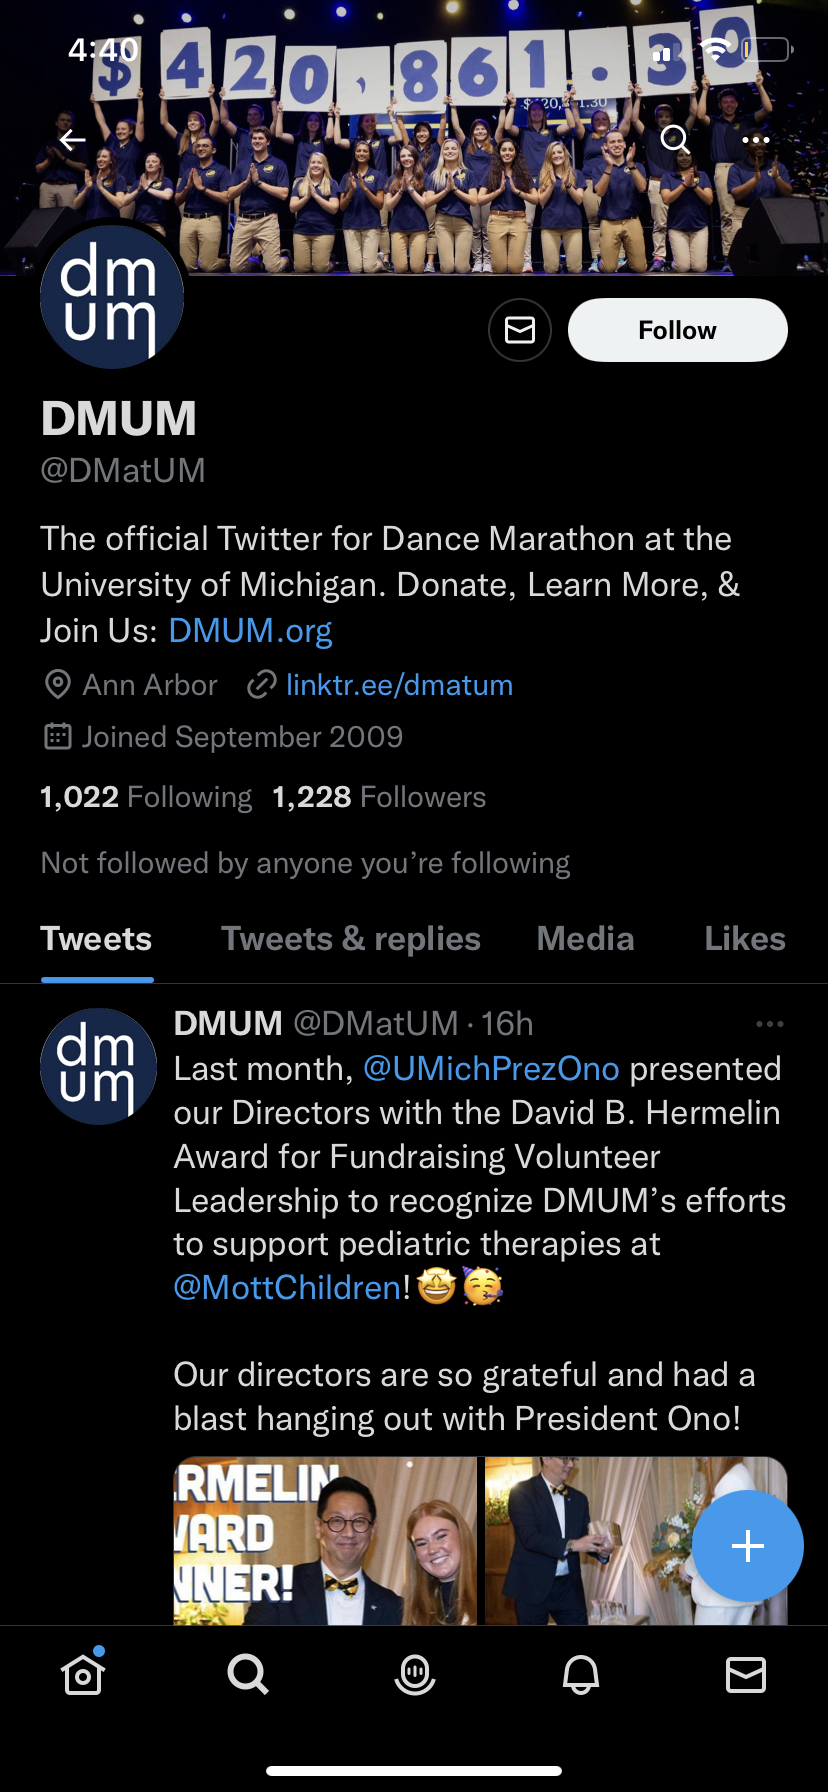 4:40
$420,861.30
dm
um
Follow
DMUM
@DMatUM
The official Twitter for Dance Marathon at the
University of Michigan. Donate, Learn More, &
Join Us: DMUM.org
Ann Arbor linktr.ee/dmatum
Joined September 2009
1,022 Following 1,228 Followers
Not followed by anyone you’re following
Tweets Tweets & replies Media Likes
dm
um
DMUM @DMatUM · 16h
Last month, @UMichPrezOno presented
our Directors with the David B. Hermelin
Award for Fundraising Volunteer
Leadership to recognize DMUM’s efforts
to support pediatric therapies at
@MottChildren! 🤩🥳
Our directors are so grateful and had a
blast hanging out with President Ono!
RMELIN
ARD
NNER!